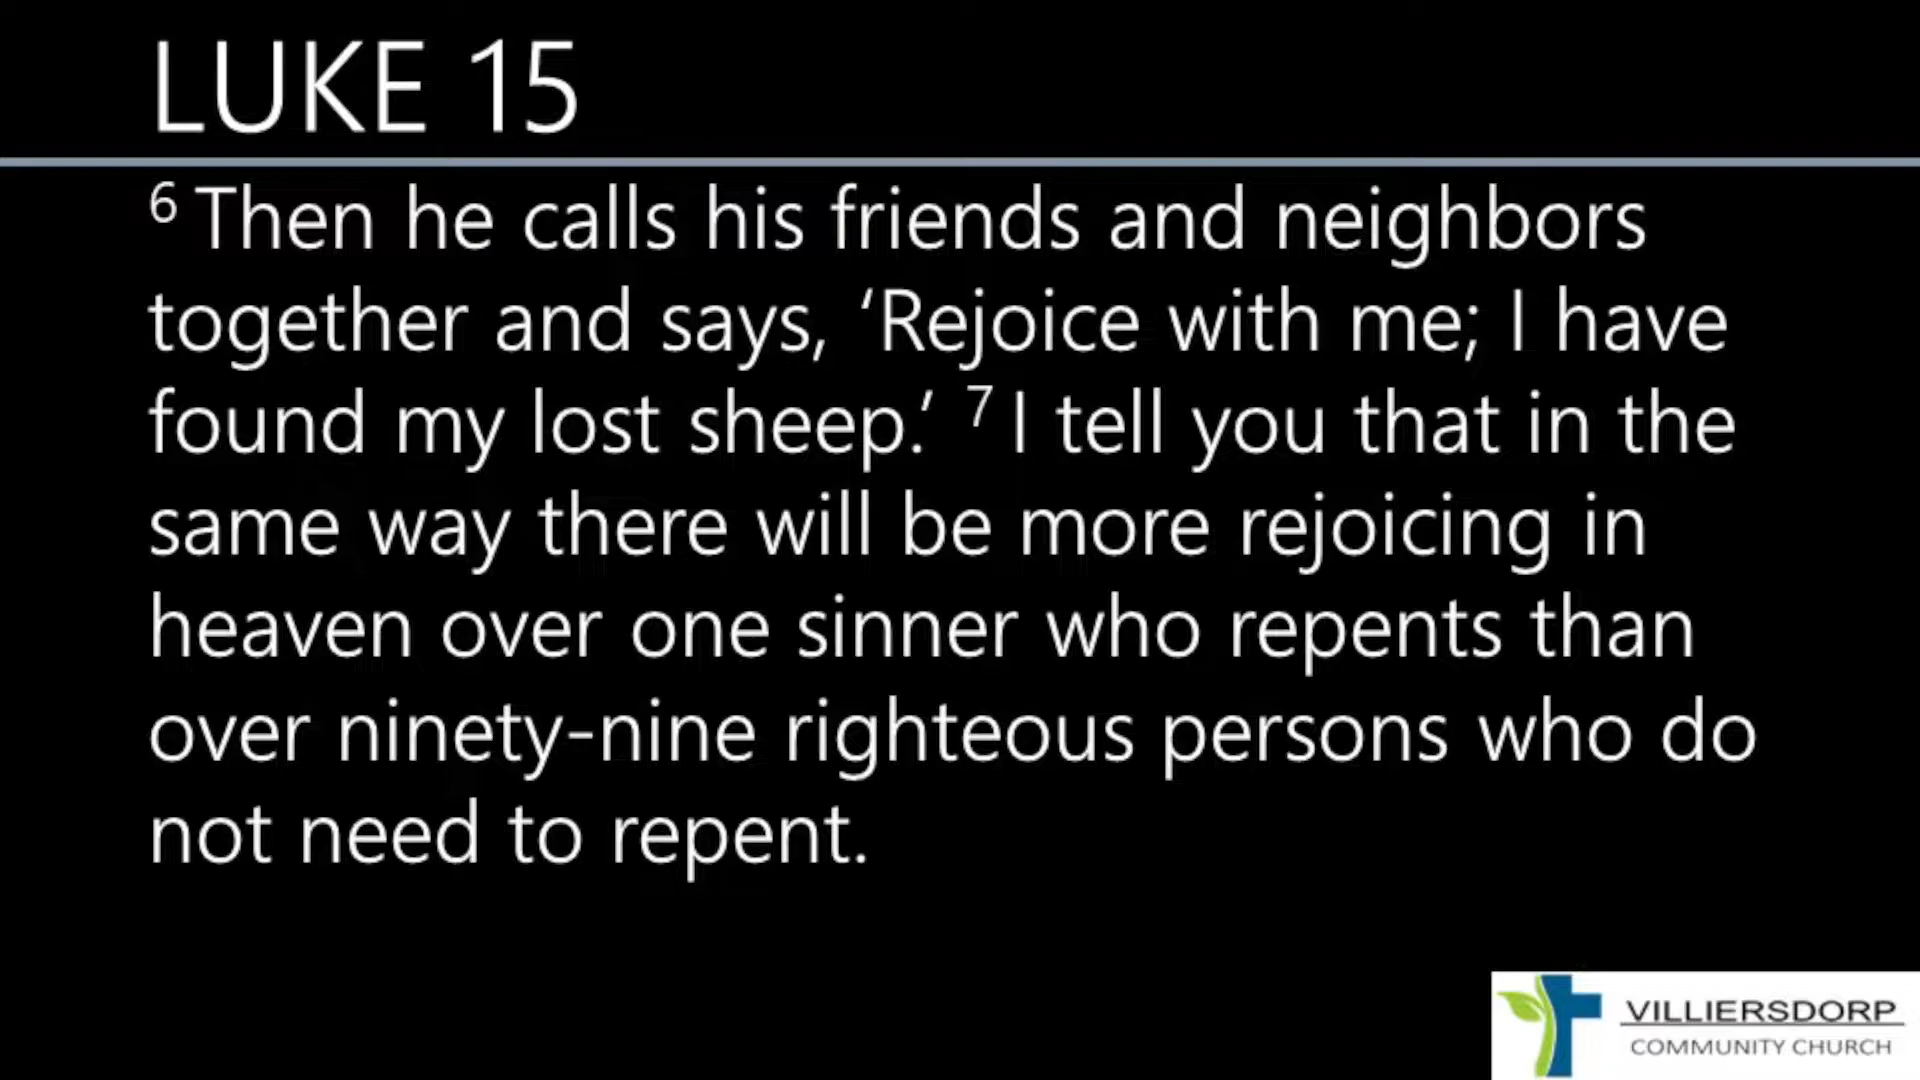 LUKE 15
⁶ Then he calls his friends and neighbors
together and says, ‘Rejoice with me; I have
found my lost sheep.’ ⁷ I tell you that in the
same way there will be more rejoicing in
heaven over one sinner who repents than
over ninety-nine righteous persons who do
not need to repent.
VILLIERSDORP
COMMUNITY CHURCH